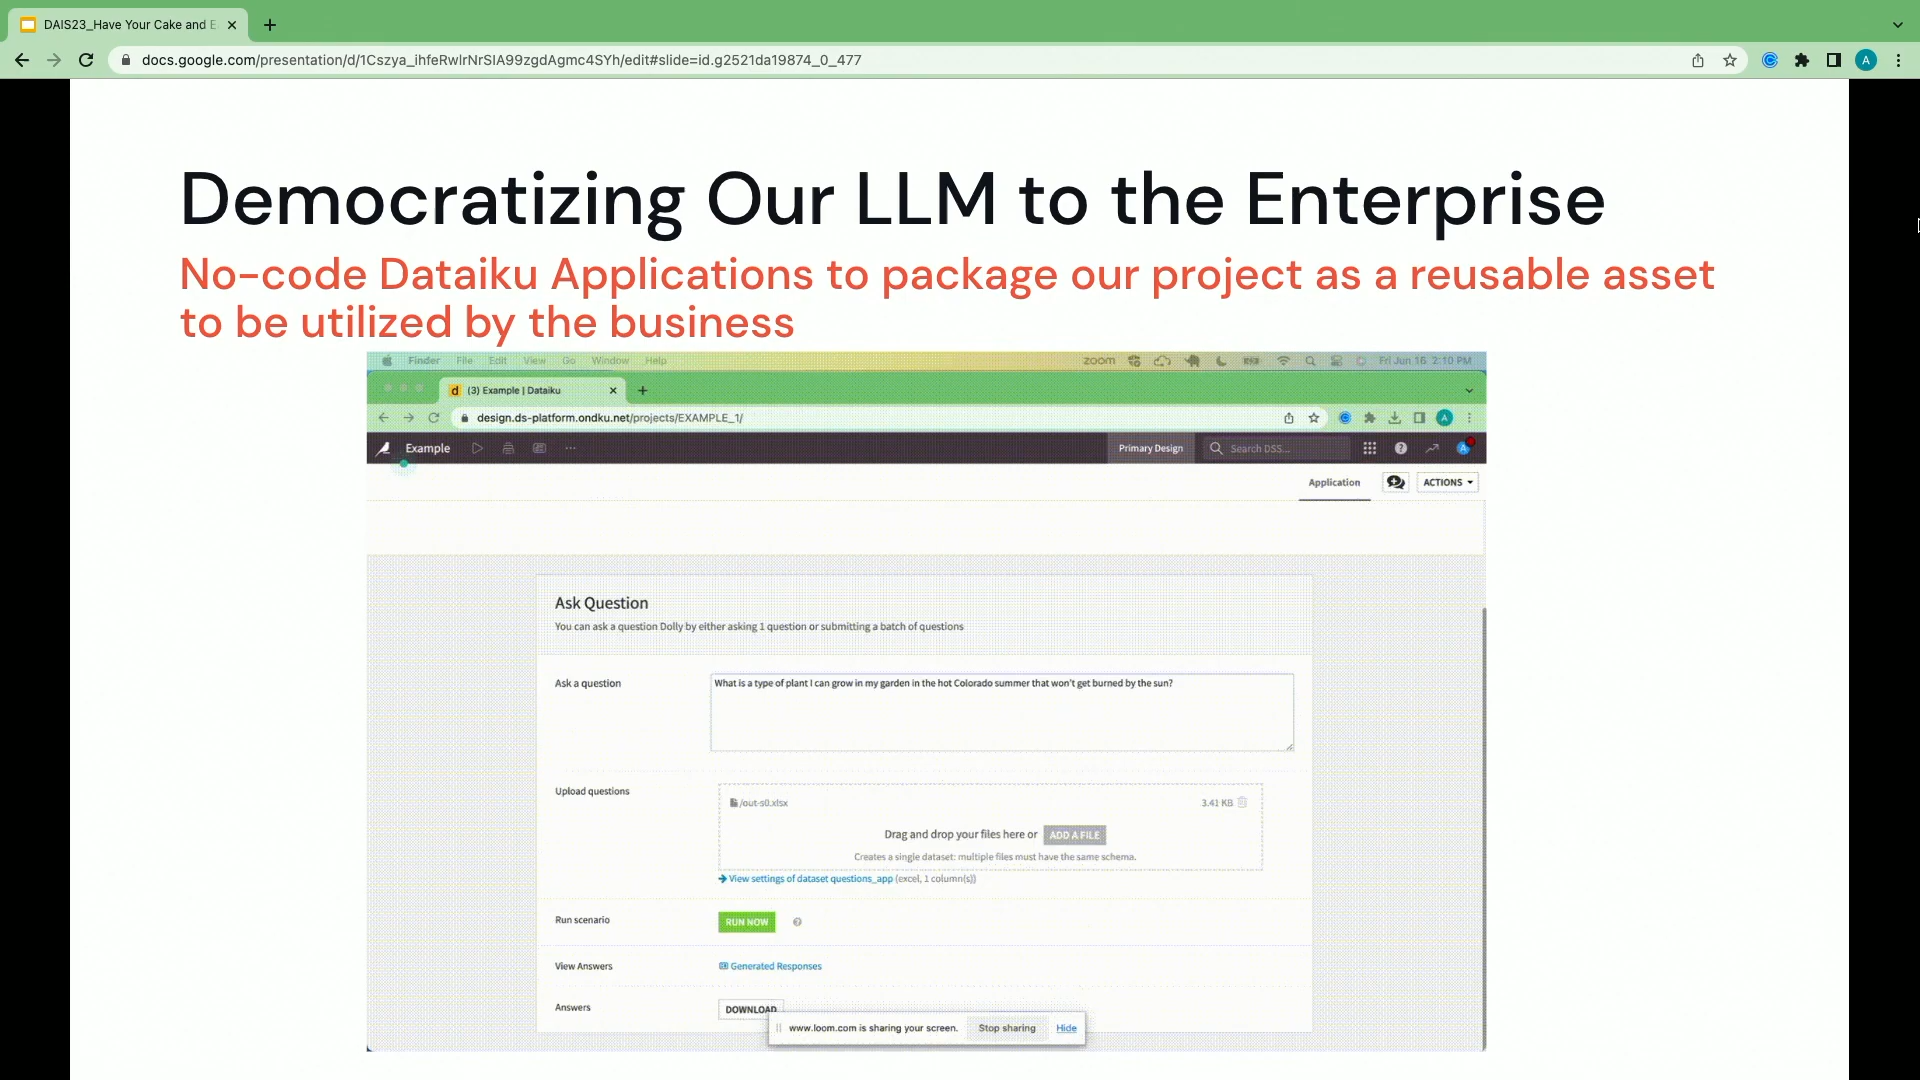 DAIS23_Have Your Cake and E
docs.google.com/presentation/d/1Cszya_ihfeRwlrNrSIA99zgdAgmc4SYh/edit#slide=id.g2521da19874_0_477
A
Democratizing Our LLM to the Enterprise
No-code Dataiku Applications to package our project as a reusable asset
to be utilized by the business
Finder File Edit View Go Window Help zoom Fri Jun 16 2:10 PM
(3) Example | Dataiku
design.ds-platform.ondku.net/projects/EXAMPLE_1/
A
Example Primary Design Search DSS... A
Application ACTIONS
Ask Question
You can ask a question Dolly by either asking 1 question or submitting a batch of questions
Ask a question What is a type of plant I can grow in my garden in the hot Colorado summer that won't get burned by the sun?
Upload questions /out-s0.xlsx 3.41 KB
Drag and drop your files here or ADD A FILE
Creates a single dataset: multiple files must have the same schema.
View settings of dataset questions_app (excel, 1 column(s))
Run scenario RUN NOW
View Answers Generated Responses
Answers DOWNLOAD
www.loom.com is sharing your screen. Stop sharing Hide